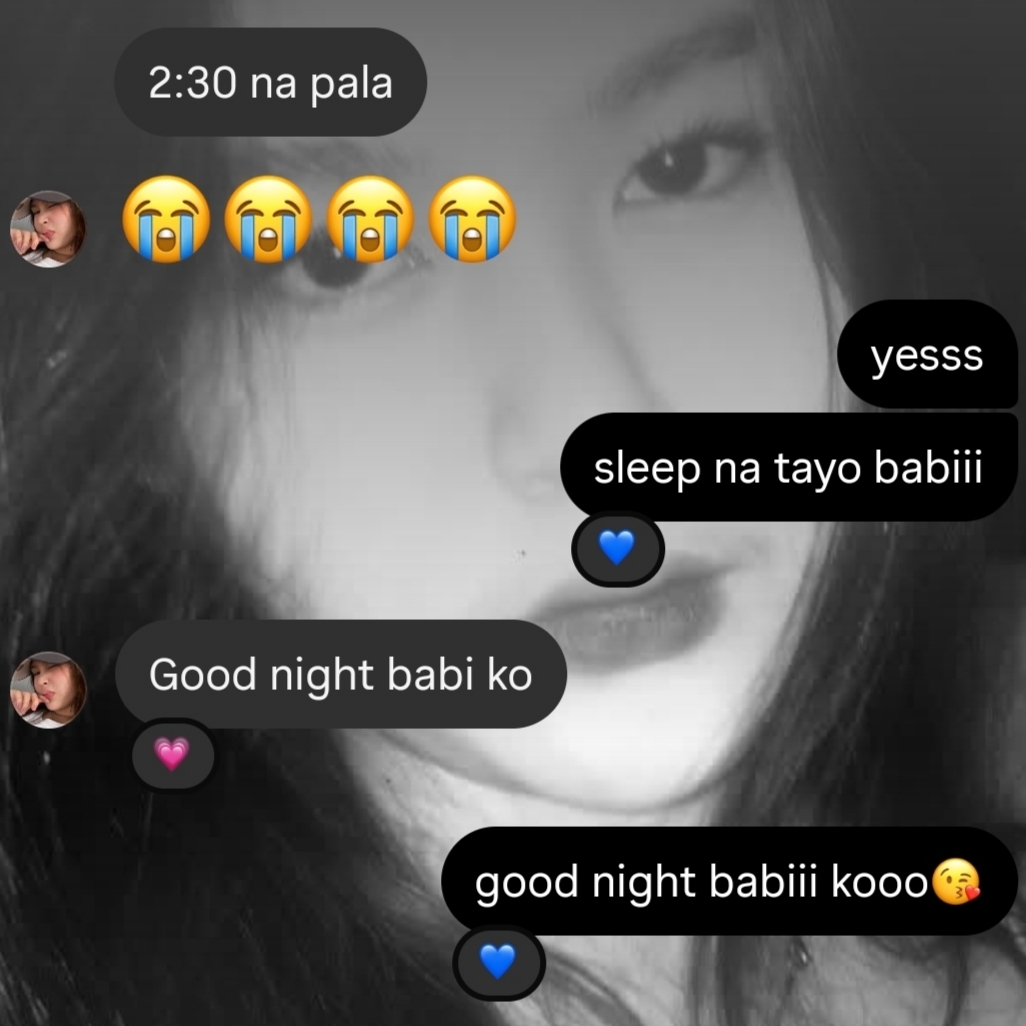 2:30 na pala
😭😭😭😭
yesss
sleep na tayo babiii
💙
Good night babi ko
💗
good night babiii kooo😘
💙